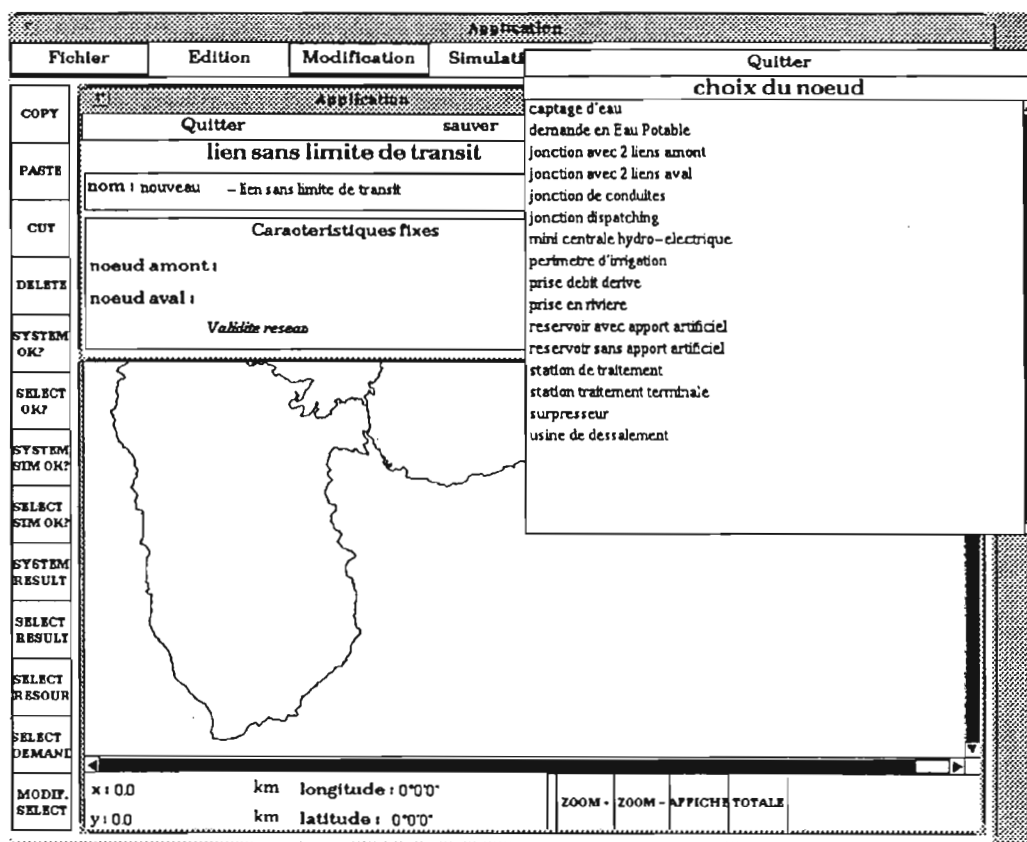 Application
Fichier
Edition
Modification
Simulati
Quitter
choix du noeud
captage d'eau
demande en Eau Potable
jonction avec 2 liens amont
jonction avec 2 liens aval
jonction de conduites
jonction dispatching
mini centrale hydro-electrique
perimetre d'irrigation
prise debit derive
prise en riviere
reservoir avec apport artificiel
reservoir sans apport artificiel
station de traitement
station traitement terminale
surpresseur
usine de dessalement
Application
Quitter sauver
lien sans limite de transit
nom : nouveau - lien sans limite de transit
Caracteristiques fixes
noeud amont :
noeud aval :
Validite reseau
COPY
PASTE
CUT
DELETE
SYSTEM
OK?
SELECT
OK?
SYSTEM
SIM OK?
SELECT
SIM OK?
SYSTEM
RESULT
SELECT
RESULT
SELECT
RESOUR
SELECT
DEMAND
MODIF.
SELECT
x : 0.0 km longitude : 0°0'0"
y : 0.0 km latitude : 0°0'0"
ZOOM + ZOOM - AFFICHE TOTALE